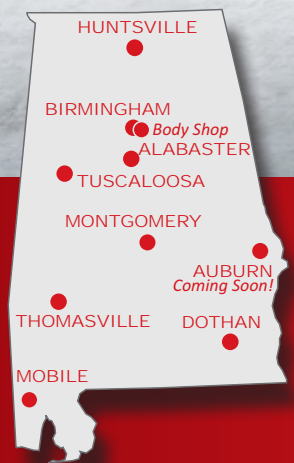 HUNTSVILLE
BIRMINGHAM
Body Shop
ALABASTER
TUSCALOOSA
MONTGOMERY
AUBURN
Coming Soon!
THOMASVILLE
DOTHAN
MOBILE